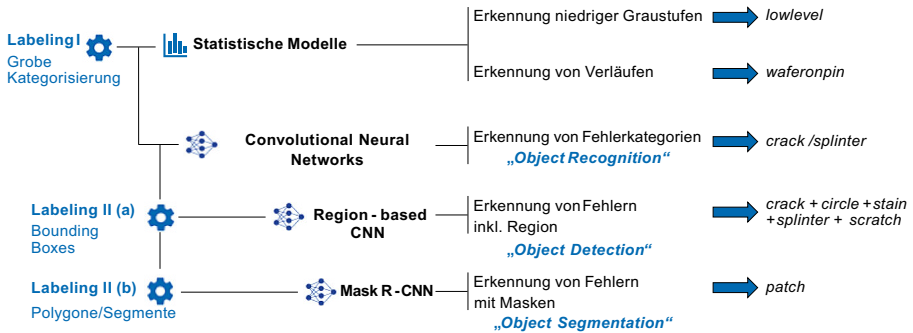 Labeling I
Grobe
Kategorisierung
Statistische Modelle
Erkennung niedriger Graustufen
lowlevel
Erkennung von Verläufen
waferonpin
Convolutional Neural
Networks
Erkennung von Fehlerkategorien
„Object Recognition“
crack /splinter
Labeling II (a)
Bounding
Boxes
Region - based
CNN
Erkennung von Fehlern
inkl. Region
„Object Detection“
crack + circle + stain
+ splinter + scratch
Labeling II (b)
Polygone/Segmente
Mask R - CNN
Erkennung von Fehlern
mit Masken
„Object Segmentation“
patch